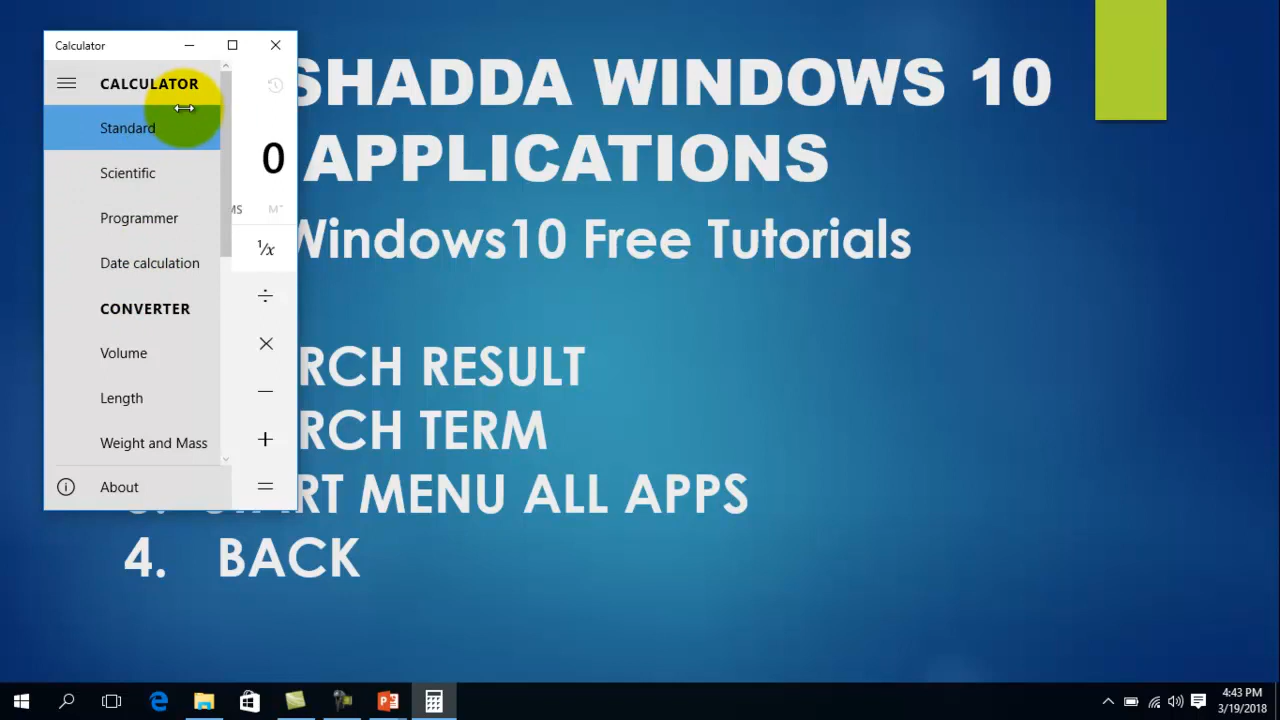 Calculator
SHADDA WINDOWS 10
APPLICATIONS
Windows10 Free Tutorials
RCH RESULT
RCH TERM
RT MENU ALL APPS
4. BACK
CALCULATOR
Standard
Scientific
Programmer
Date calculation
CONVERTER
Volume
Length
Weight and Mass
About
0
MS M
1/x
÷
×
−
+
=
4:43 PM
3/19/2018